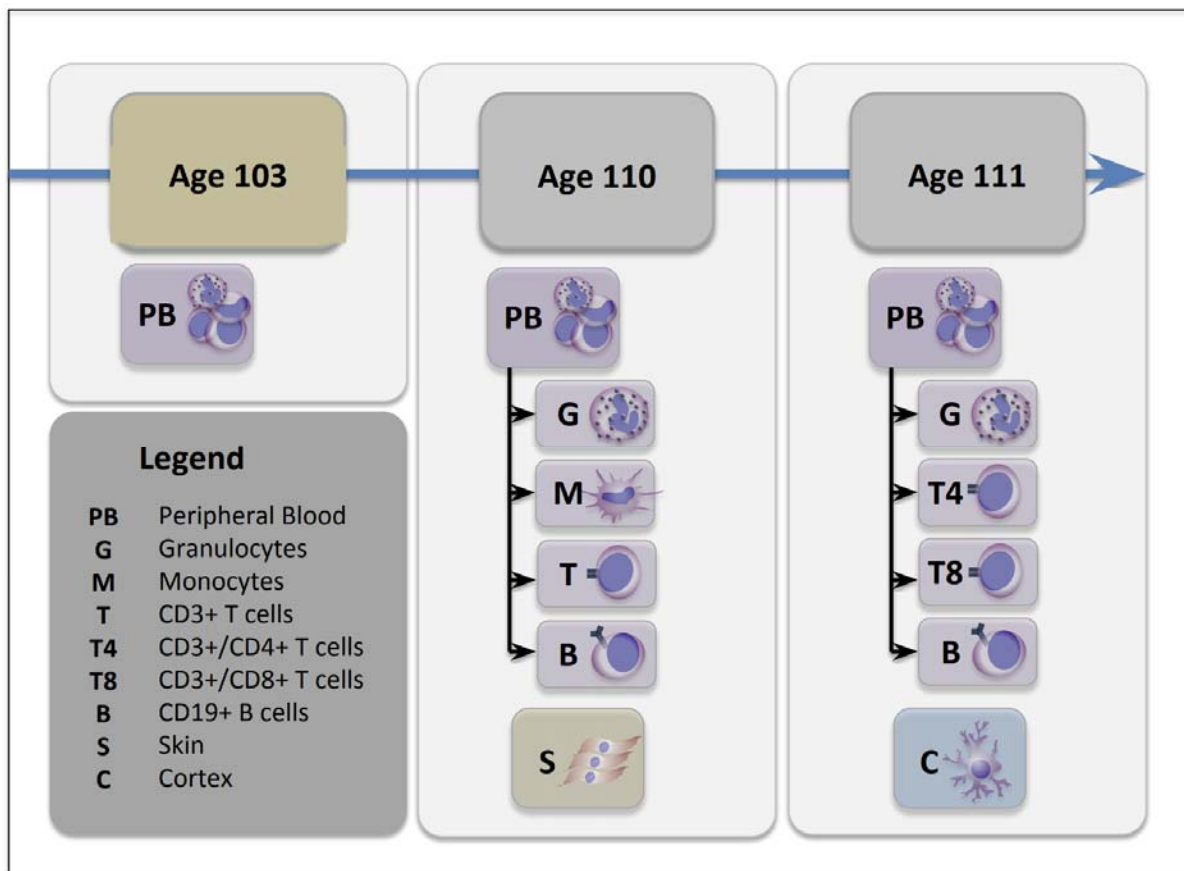 Age 103
PB
Age 110
PB
G
M
T
B
S
Age 111
PB
G
T4
T8
B
C
Legend
PB Peripheral Blood
G Granulocytes
M Monocytes
T CD3+ T cells
T4 CD3+/CD4+ T cells
T8 CD3+/CD8+ T cells
B CD19+ B cells
S Skin
C Cortex